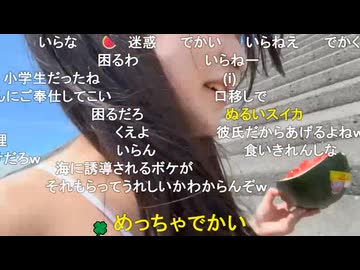 いらな 🍉 迷惑 でかい いらねえ でかく
困るわ いらねー
小学生だったね (i)
んにご奉仕してこい 口移しで
困るだろ ぬるいスイカ
くえよ 彼氏だからあげるよねw
理 いらん 食いきれんしな
だろw 海に誘導されるボケが
それもらってうれしいかわからんぞw
🍀 めっちゃでかい